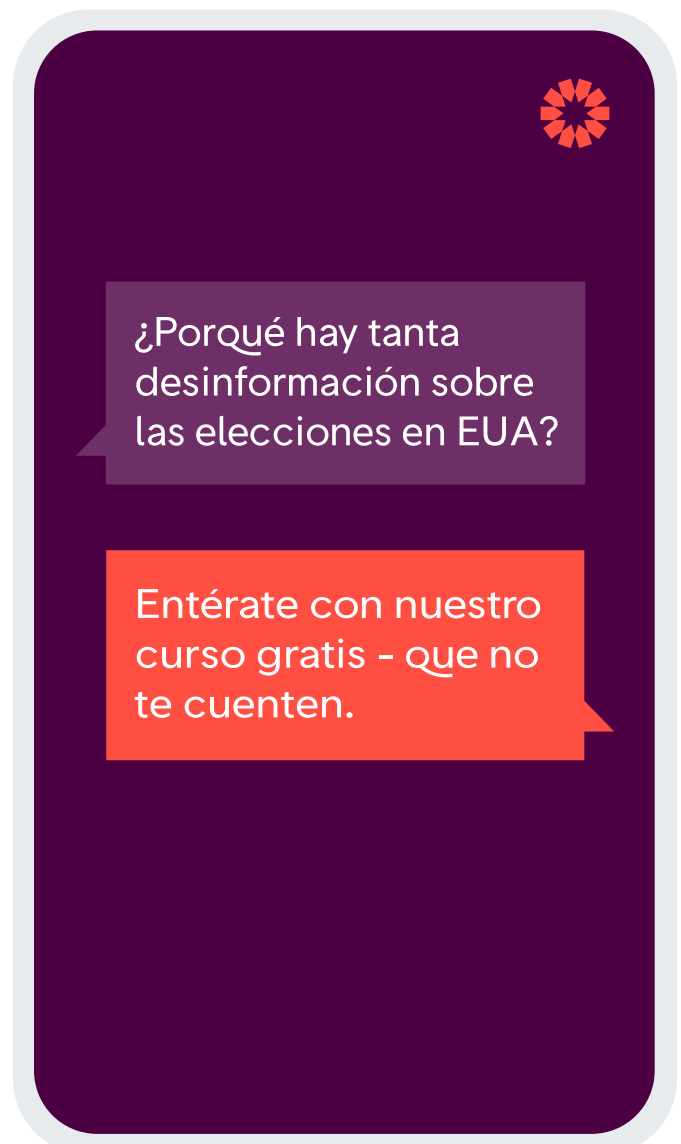 ¿Porqué hay tanta
desinformación sobre
las elecciones en EUA?
Entérate con nuestro
curso gratis - que no
te cuenten.